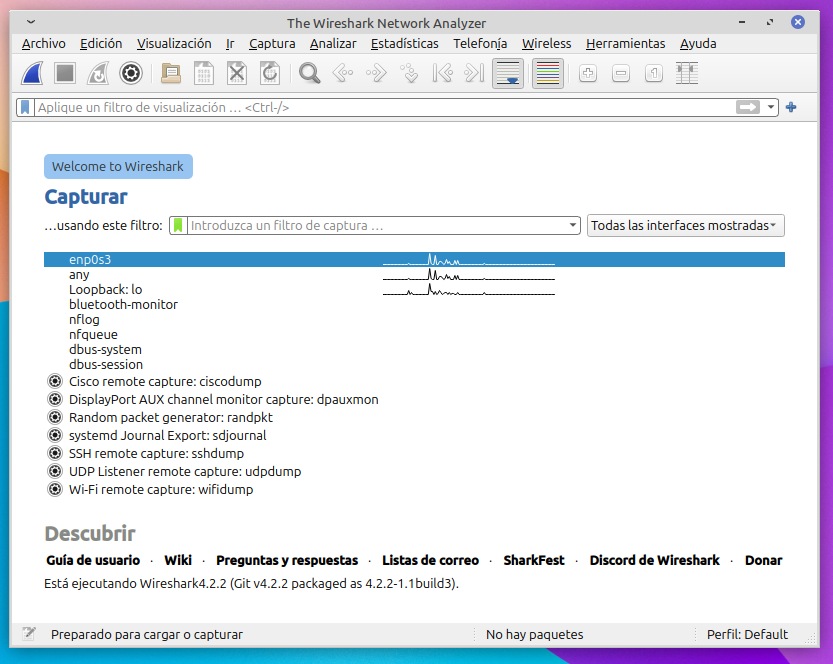 The Wireshark Network Analyzer
Archivo Edición Visualización Ir Captura Analizar Estadísticas Telefonía Wireless Herramientas Ayuda
Aplique un filtro de visualización … <Ctrl-/>
Welcome to Wireshark
Capturar
…usando este filtro: Introduzca un filtro de captura … Todas las interfaces mostradas
enp0s3
any
Loopback: lo
bluetooth-monitor
nflog
nfqueue
dbus-system
dbus-session
Cisco remote capture: ciscodump
DisplayPort AUX channel monitor capture: dpauxmon
Random packet generator: randpkt
systemd Journal Export: sdjournal
SSH remote capture: sshdump
UDP Listener remote capture: udpdump
Wi-Fi remote capture: wifidump
Descubrir
Guía de usuario · Wiki · Preguntas y respuestas · Listas de correo · SharkFest · Discord de Wireshark · Donar
Está ejecutando Wireshark4.2.2 (Git v4.2.2 packaged as 4.2.2-1.1build3).
Preparado para cargar o capturar No hay paquetes Perfil: Default